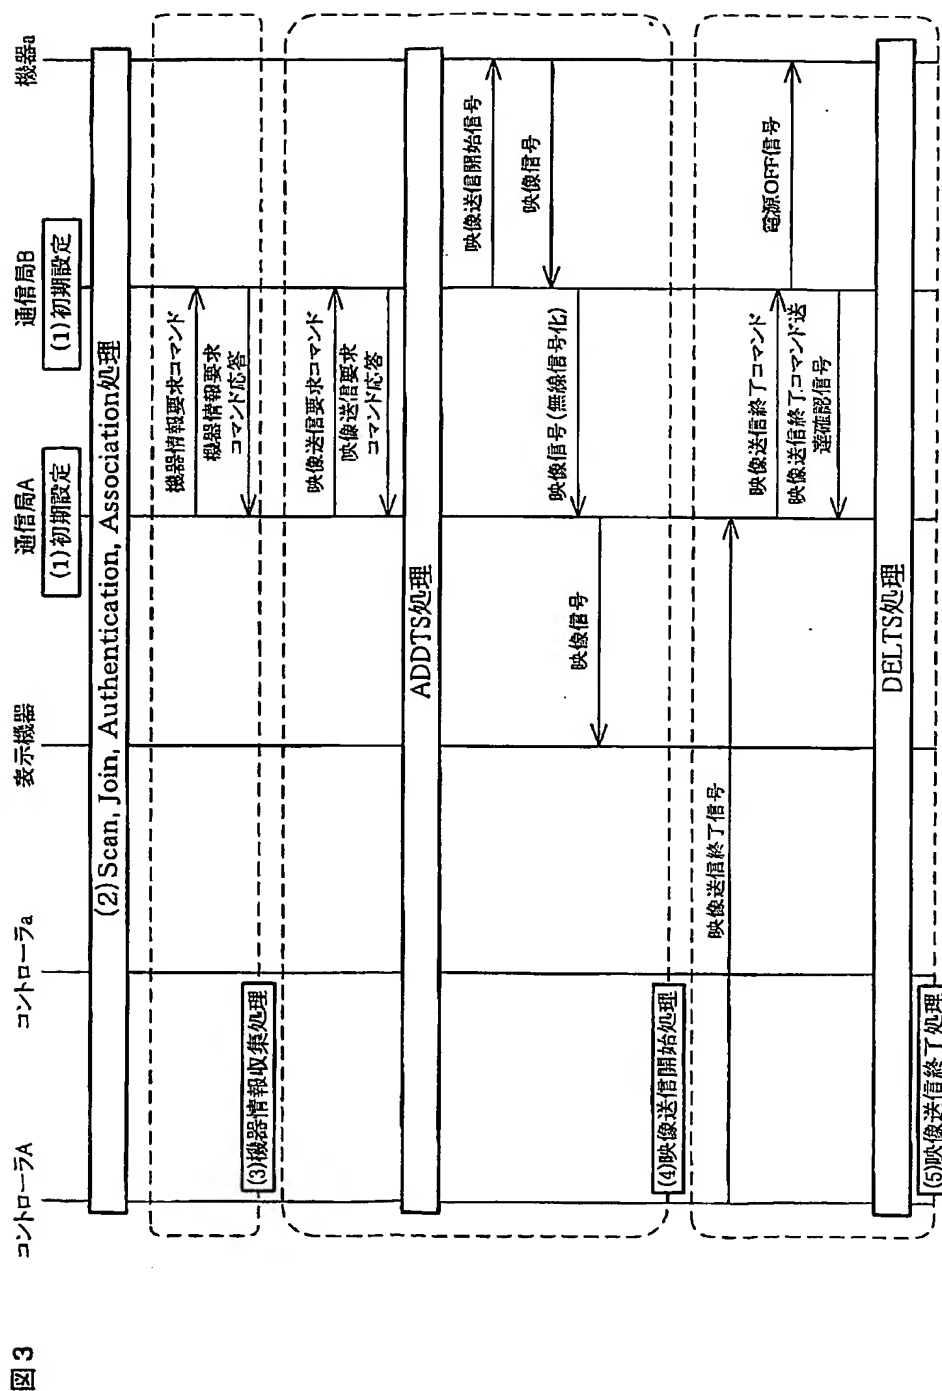 図3
コントローラA
コントローラa
表示機器
通信局A
通信局B
機器a
(1)初期設定
(1)初期設定
(2)Scan, Join, Authentication, Association処理
機器情報要求コマンド
機器情報要求
コマンド応答
(3)機器情報収集処理
映像送信要求コマンド
映像送信要求
コマンド応答
ADDTS処理
映像送信開始信号
映像信号
映像信号(無線信号化)
映像信号
(4)映像送信開始処理
映像送信終了信号
映像送信終了コマンド
電源OFF信号
映像送信終了コマンド送
達確認信号
DELTS処理
(5)映像送信終了処理